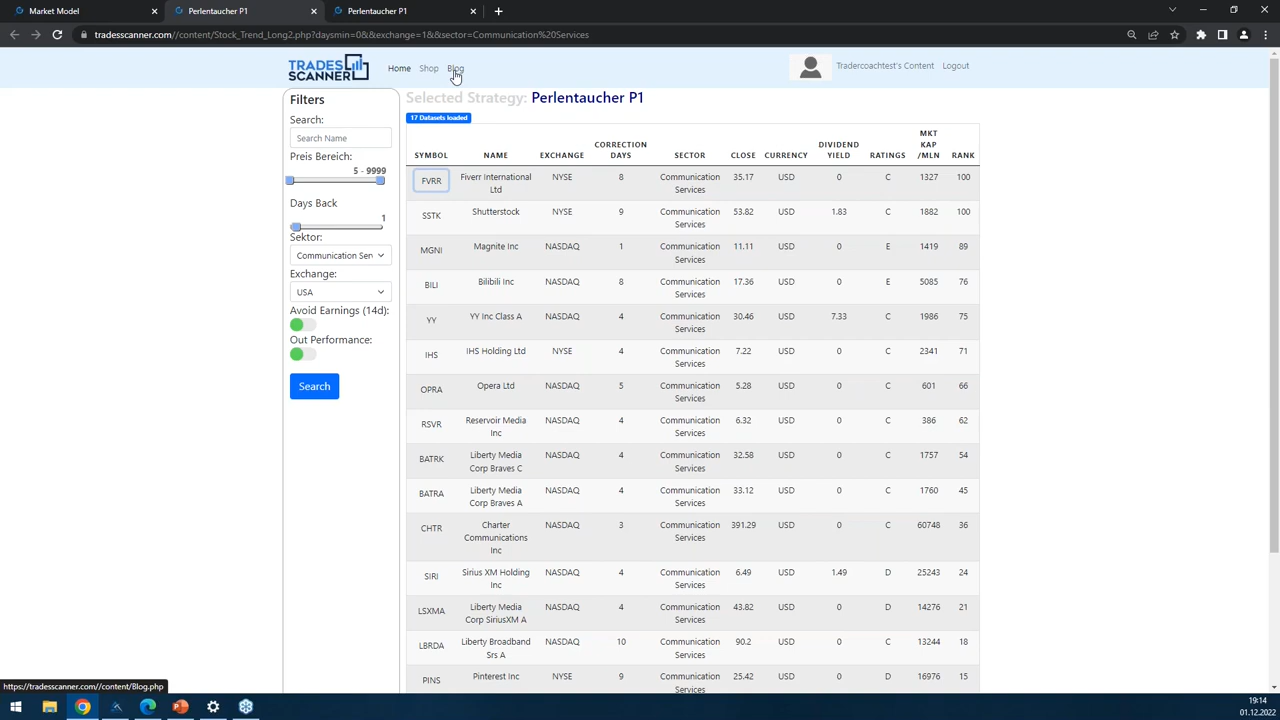 Market Model
Perlentaucher P1
Perlentaucher P1
tradesscanner.com//content/Stock_Trend_Long2.php?daysmin=0&&exchange=1&&sector=Communication%20Services
TRADES
SCANNER
Home
Shop
Blog
Tradercoachtest's Content
Logout
Filters
Search:
Search Name
Preis Bereich:
5 - 9999
Days Back
1
Sektor:
Communication Ser
Exchange:
USA
Avoid Earnings (14d):
Out Performance:
Search
Selected Strategy: Perlentaucher P1
17 Datasets loaded
SYMBOL NAME EXCHANGE CORRECTION DAYS SECTOR CLOSE CURRENCY DIVIDEND YIELD RATINGS MKT KAP /MLN RANK
FVRR Fiverr International Ltd NYSE 8 Communication Services 35.17 USD 0 C 1327 100
SSTK Shutterstock NYSE 9 Communication Services 53.82 USD 1.83 C 1882 100
MGNI Magnite Inc NASDAQ 1 Communication Services 11.11 USD 0 E 1419 89
BILI Bilibili Inc NASDAQ 8 Communication Services 17.36 USD 0 E 5085 76
YY YY Inc Class A NASDAQ 4 Communication Services 30.46 USD 7.33 C 1986 75
IHS IHS Holding Ltd NYSE 4 Communication Services 7.22 USD 0 C 2341 71
OPRA Opera Ltd NASDAQ 5 Communication Services 5.28 USD 0 C 601 66
RSVR Reservoir Media Inc NASDAQ 4 Communication Services 6.32 USD 0 C 386 62
BATRK Liberty Media Corp Braves C NASDAQ 4 Communication Services 32.58 USD 0 C 1757 54
BATRA Liberty Media Corp Braves A NASDAQ 4 Communication Services 33.12 USD 0 C 1760 45
CHTR Charter Communications Inc NASDAQ 3 Communication Services 391.29 USD 0 C 60748 36
SIRI Sirius XM Holding Inc NASDAQ 4 Communication Services 6.49 USD 1.49 D 25243 24
LSXMA Liberty Media Corp SiriusXM A NASDAQ 4 Communication Services 43.82 USD 0 D 14276 21
LBRDA Liberty Broadband Srs A NASDAQ 10 Communication Services 90.2 USD 0 C 13244 18
PINS Pinterest Inc NYSE 9 Communication Services 25.42 USD 0 D 16976 15
https://tradesscanner.com//content/Blog.php
19:14
01.12.2022